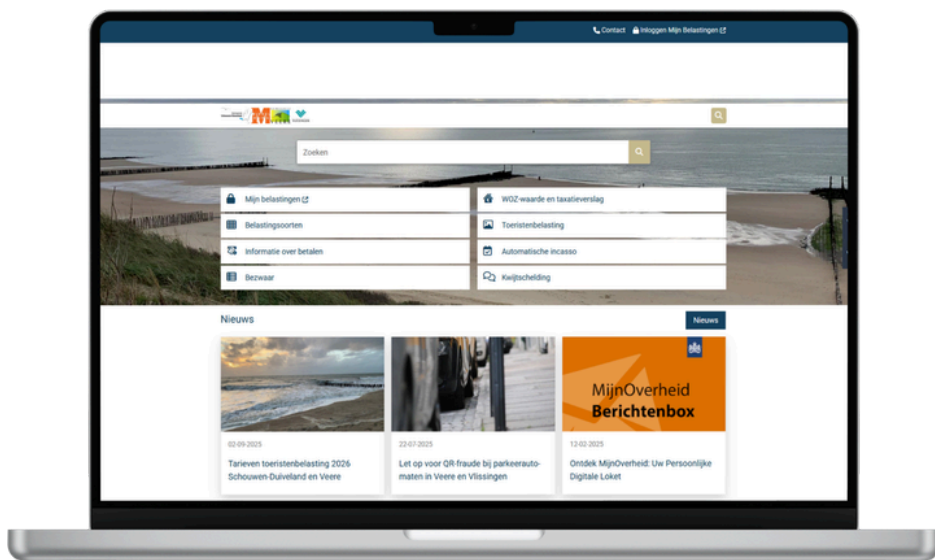 Contact
Inloggen Mijn Belastingen
M
Zoeken
Mijn belastingen
WOZ-waarde en taxatieverslag
Belastingsoorten
Toeristenbelasting
Informatie over betalen
Automatische incasso
Bezwaar
Kwijtschelding
Nieuws
Nieuws
MijnOverheid
Berichtenbox
02-09-2025
Tarieven toeristenbelasting 2026
Schouwen-Duiveland en Veere
22-07-2025
Let op voor QR-fraude bij parkeerauto-
maten in Veere en Vlissingen
12-02-2025
Ontdek MijnOverheid: Uw Persoonlijke
Digitale Loket